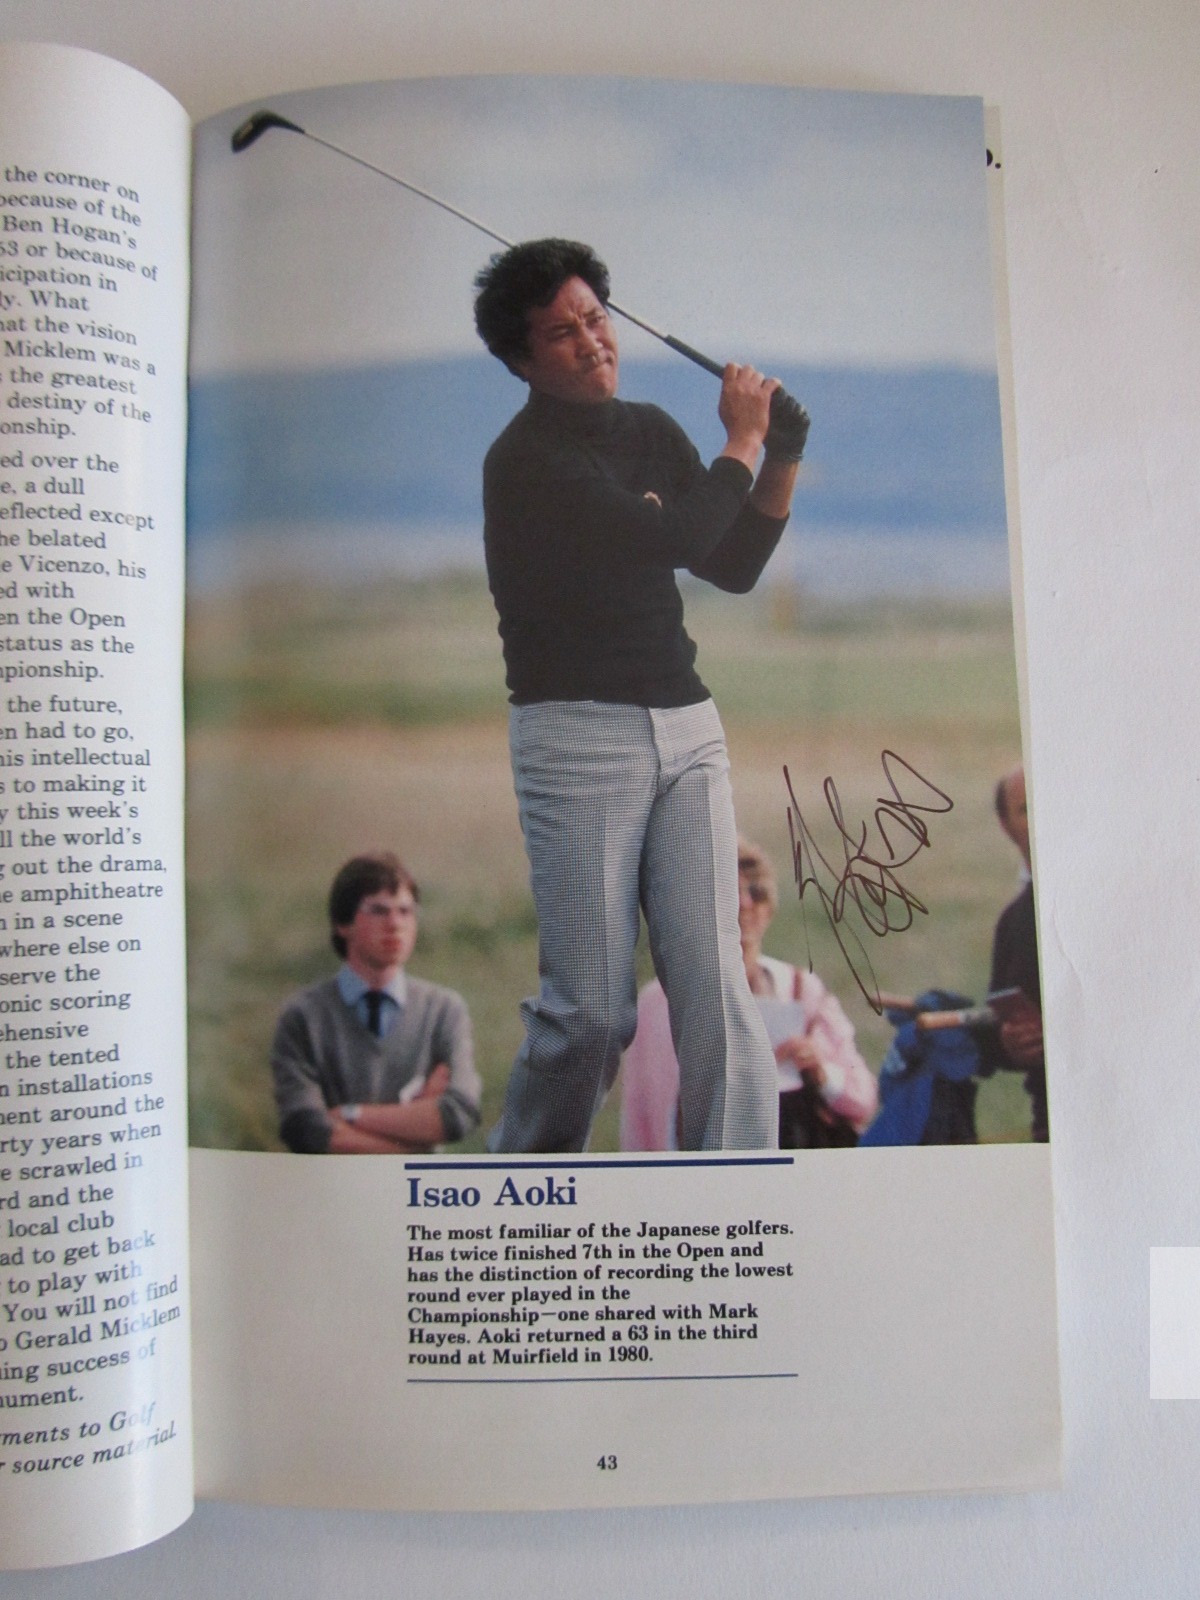 the corner on
because of the
Ben Hogan's
53 or because of
icipation in
ly. What
hat the vision
Micklem was a
the greatest
destiny of the
onship.
ed over the
e, a dull
eflected except
he belated
e Vicenzo, his
ed with
en the Open
status as the
pionship.
the future,
en had to go,
his intellectual
s to making it
y this week's
ll the world's
g out the drama,
e amphitheatre
n in a scene
where else on
serve the
onic scoring
ehensive
the tented
n installations
ment around the
rty years when
e scrawled in
rd and the
local club
ad to get back
to play with
You will not find
o Gerald Micklem
ing success of
nument.
ments to Golf
r source material.
Isao Aoki
The most familiar of the Japanese golfers.
Has twice finished 7th in the Open and
has the distinction of recording the lowest
round ever played in the
Championship—one shared with Mark
Hayes. Aoki returned a 63 in the third
round at Muirfield in 1980.
43